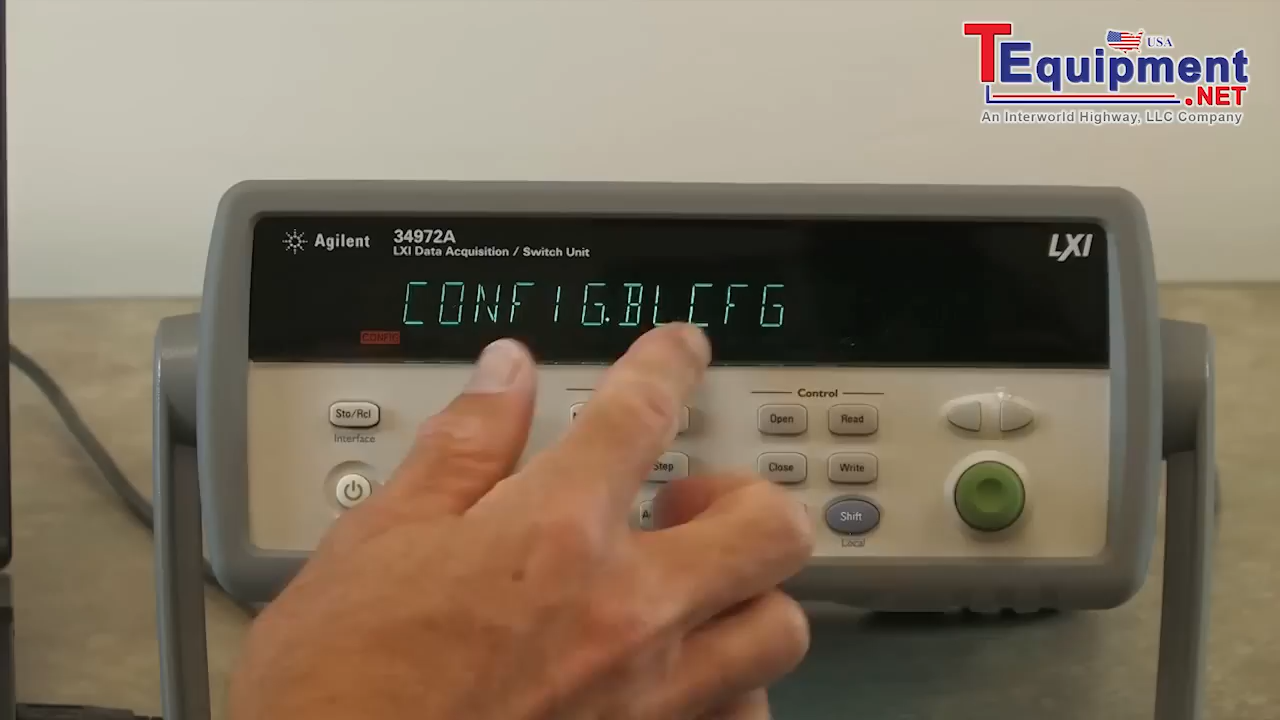 TEquipment
USA
.NET
An Interworld Highway, LLC Company
Agilent
34972A
LXI Data Acquisition / Switch Unit
LXI
CONFIG.BLCFG
CONFIG
Control
Sto/Rcl
Open
Read
Interface
Step
Close
Write
Shift
Local